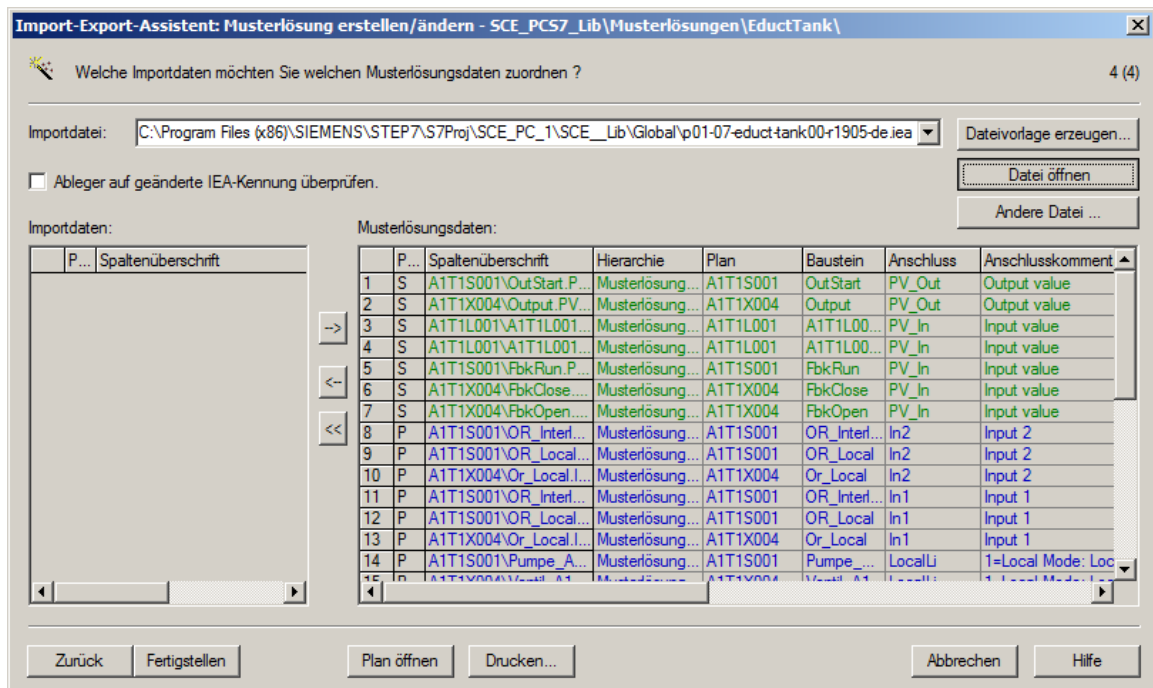 Import-Export-Assistent: Musterlösung erstellen/ändern - SCE_PCS7_Lib\Musterlösungen\EductTank\
Welche Importdaten möchten Sie welchen Musterlösungsdaten zuordnen ? 4 (4)
Importdatei: C:\Program Files (x86)\SIEMENS\STEP7\S7Proj\SCE_PC_1\SCE__Lib\Global\p01-07-educt-tank00-r1905-de.iea Dateivorlage erzeugen...
Ableger auf geänderte IEA-Kennung überprüfen. Datei öffnen
Andere Datei ...
Importdaten: Musterlösungsdaten:
P... Spaltenüberschrift P... Spaltenüberschrift Hierarchie Plan Baustein Anschluss Anschlusskomment
1 S A1T1S001\OutStart.P... Musterlösung... A1T1S001 OutStart PV_Out Output value
2 S A1T1X004\Output.PV... Musterlösung... A1T1X004 Output PV_Out Output value
3 S A1T1L001\A1T1L001... Musterlösung... A1T1L001 A1T1L00... PV_In Input value
4 S A1T1L001\A1T1L001... Musterlösung... A1T1L001 A1T1L00... PV_In Input value
5 S A1T1S001\FbkRun.P... Musterlösung... A1T1S001 FbkRun PV_In Input value
6 S A1T1X004\FbkClose.... Musterlösung... A1T1X004 FbkClose PV_In Input value
7 S A1T1X004\FbkOpen.... Musterlösung... A1T1X004 FbkOpen PV_In Input value
8 P A1T1S001\OR_Interl... Musterlösung... A1T1S001 OR_Interl... In2 Input 2
9 P A1T1S001\OR_Local... Musterlösung... A1T1S001 OR_Local In2 Input 2
10 P A1T1X004\Or_Local.I... Musterlösung... A1T1X004 Or_Local In2 Input 2
11 P A1T1S001\OR_Interl... Musterlösung... A1T1S001 OR_Interl... In1 Input 1
12 P A1T1S001\OR_Local... Musterlösung... A1T1S001 OR_Local In1 Input 1
13 P A1T1X004\Or_Local.I... Musterlösung... A1T1X004 Or_Local In1 Input 1
14 P A1T1S001\Pumpe_A... Musterlösung... A1T1S001 Pumpe_... LocalLi 1=Local Mode: Loc
--> <-- <<
Zurück Fertigstellen Plan öffnen Drucken... Abbrechen Hilfe